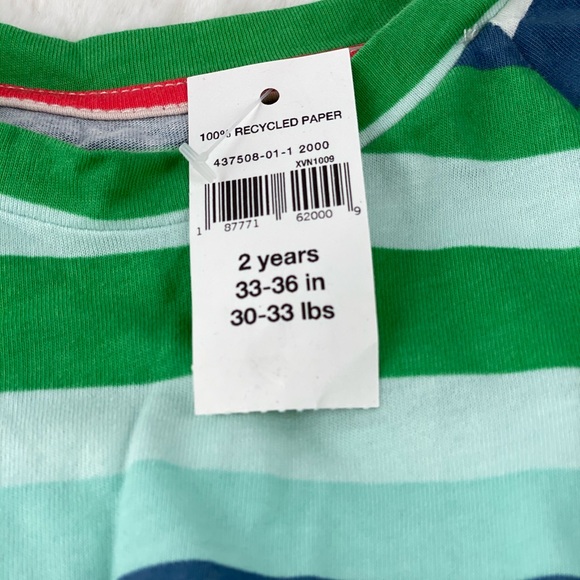 100% RECYCLED PAPER
437508-01-1 2000
XVN1009
1 87771 62000 9
2 years
33-36 in
30-33 lbs